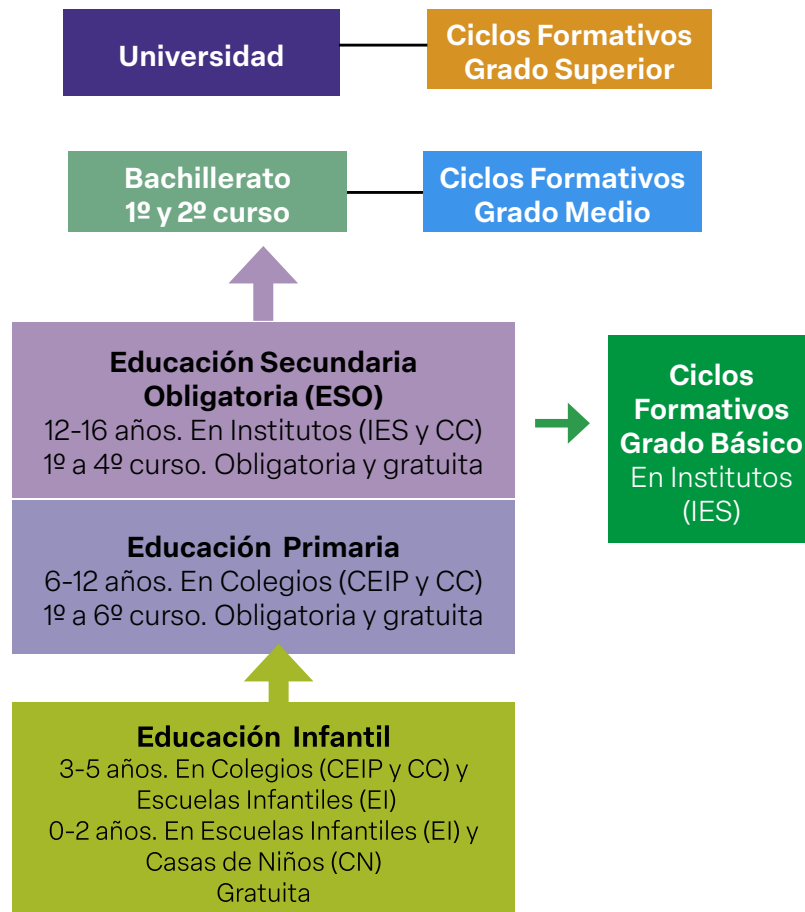 Universidad
Ciclos Formativos
Grado Superior
Bachillerato
1º y 2º curso
Ciclos Formativos
Grado Medio
Educación Secundaria
Obligatoria (ESO)
12-16 años. En Institutos (IES y CC)
1º a 4º curso. Obligatoria y gratuita
Ciclos
Formativos
Grado Básico
En Institutos
(IES)
Educación Primaria
6-12 años. En Colegios (CEIP y CC)
1º a 6º curso. Obligatoria y gratuita
Educación Infantil
3-5 años. En Colegios (CEIP y CC) y
Escuelas Infantiles (EI)
0-2 años. En Escuelas Infantiles (EI) y
Casas de Niños (CN)
Gratuita